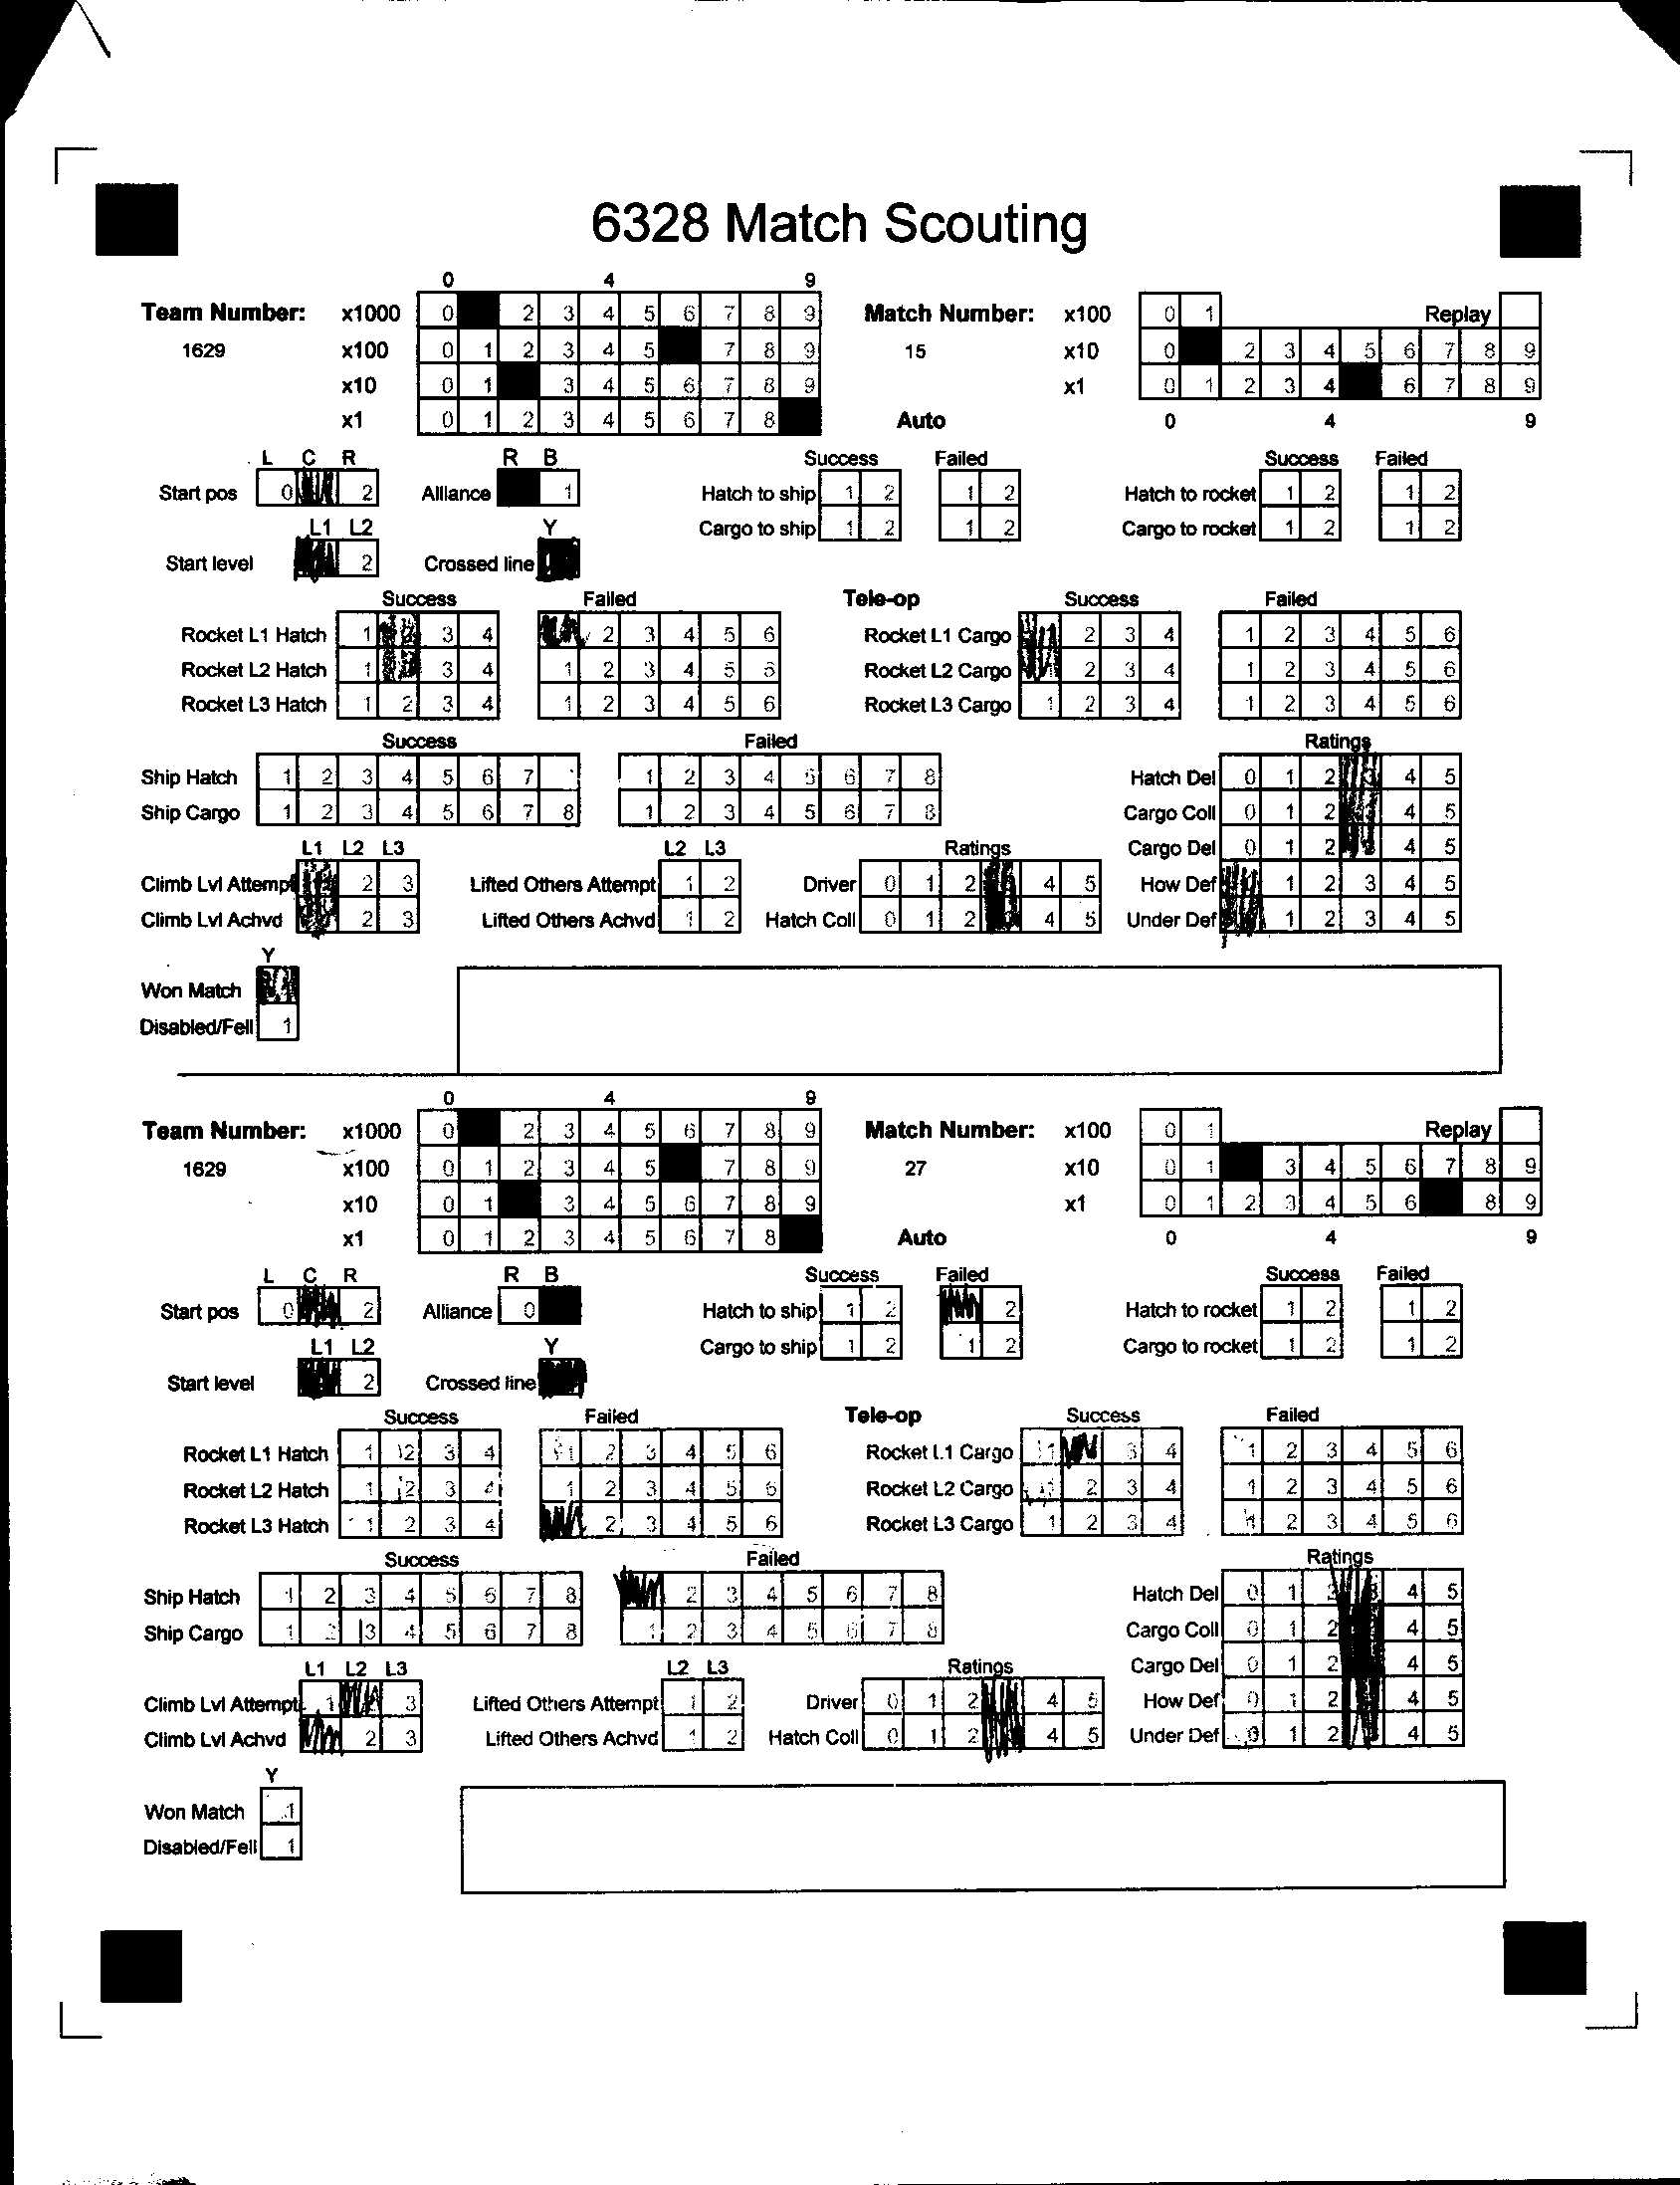 6328 Match Scouting
0 4 9
Team Number: x1000 0 2 3 4 5 6 7 8 9 Match Number: x100 0 1 Replay
1629 x100 0 1 2 3 4 5 7 8 9 15 x10 0 2 3 4 5 6 7 8 9
x10 0 1 3 4 5 6 7 8 9 x1 0 1 2 3 4 6 7 8 9
x1 0 1 2 3 4 5 6 7 8 Auto 0 4 9
L C R R B Success Failed Success Failed
Start pos 0 2 Alliance 1 Hatch to ship 1 2 1 2 Hatch to rocket 1 2 1 2
L1 L2 Y Cargo to ship 1 2 1 2 Cargo to rocket 1 2 1 2
Start level 2 Crossed line
Success Failed Tele-op Success Failed
Rocket L1 Hatch 1 3 4 2 3 4 5 6 Rocket L1 Cargo 2 3 4 1 2 3 4 5 6
Rocket L2 Hatch 1 3 4 1 2 3 4 5 6 Rocket L2 Cargo 2 3 4 1 2 3 4 5 6
Rocket L3 Hatch 1 2 3 4 1 2 3 4 5 6 Rocket L3 Cargo 1 2 3 4 1 2 3 4 5 6
Success Failed Ratings
Ship Hatch 1 2 3 4 5 6 7 1 2 3 4 5 6 7 8 Hatch Del 0 1 2 3 4 5
Ship Cargo 1 2 3 4 5 6 7 8 1 2 3 4 5 6 7 8 Cargo Coll 0 1 2 4 5
L1 L2 L3 L2 L3 Ratings Cargo Del 0 1 2 4 5
Climb Lvl Attempt 2 3 Lifted Others Attempt 1 2 Driver 0 1 2 4 5 How Def 1 2 3 4 5
Climb Lvl Achvd 2 3 Lifted Others Achvd 1 2 Hatch Coll 0 1 2 4 5 Under Def 1 2 3 4 5
Y
Won Match
Disabled/Fell 1
0 4 9
Team Number: x1000 0 2 3 4 5 6 7 8 9 Match Number: x100 0 1 Replay
1629 x100 0 1 2 3 4 5 7 8 9 27 x10 0 1 3 4 5 6 7 8 9
x10 0 1 3 4 5 6 7 8 9 x1 0 1 2 3 4 5 6 8 9
x1 0 1 2 3 4 5 6 7 8 Auto 0 4 9
L C R R B Success Failed Success Failed
Start pos 0 2 Alliance 0 Hatch to ship 1 2 2 Hatch to rocket 1 2 1 2
L1 L2 Y Cargo to ship 1 2 1 2 Cargo to rocket 1 2 1 2
Start level 2 Crossed line
Success Failed Tele-op Success Failed
Rocket L1 Hatch 1 2 3 4 1 2 3 4 5 6 Rocket L1 Cargo 1 3 4 1 2 3 4 5 6
Rocket L2 Hatch 1 2 3 4 1 2 3 4 5 6 Rocket L2 Cargo 1 2 3 4 1 2 3 4 5 6
Rocket L3 Hatch 1 2 3 4 2 3 4 5 6 Rocket L3 Cargo 1 2 3 4 1 2 3 4 5 6
Success Failed Ratings
Ship Hatch 1 2 3 4 5 6 7 8 2 3 4 5 6 7 8 Hatch Del 0 1 2 3 4 5
Ship Cargo 1 2 3 4 5 6 7 8 1 2 3 4 5 6 7 8 Cargo Coll 0 1 2 4 5
L1 L2 L3 L2 L3 Ratings Cargo Del 0 1 2 4 5
Climb Lvl Attempt 1 3 Lifted Others Attempt 1 2 Driver 0 1 2 4 5 How Def 0 1 2 4 5
Climb Lvl Achvd 2 3 Lifted Others Achvd 1 2 Hatch Coll 0 1 2 4 5 Under Def 0 1 2 4 5
Y
Won Match 1
Disabled/Fell 1